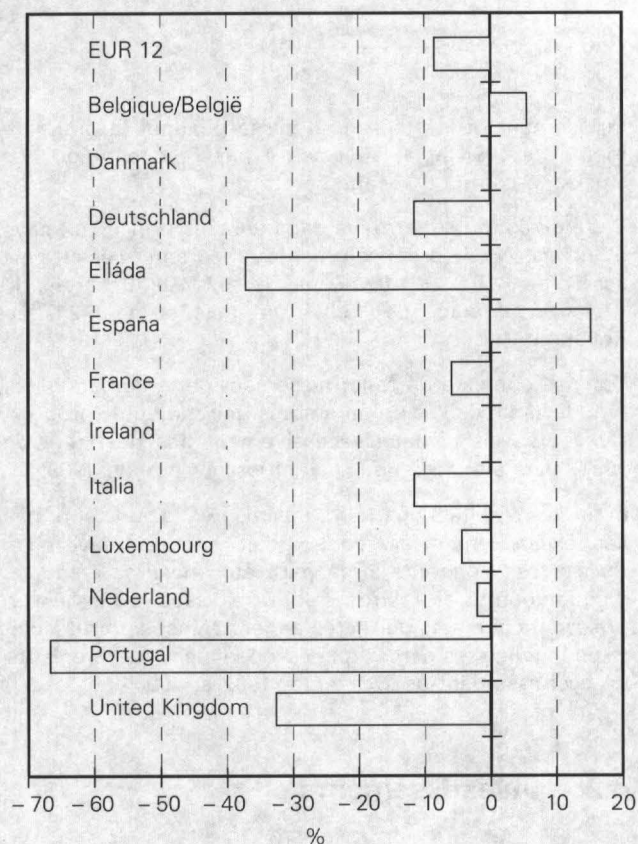 EUR 12
Belgique/België
Danmark
Deutschland
Elláda
España
France
Ireland
Italia
Luxembourg
Nederland
Portugal
United Kingdom
– 70 – 60 – 50 – 40 – 30 – 20 – 10 0 10 20
%